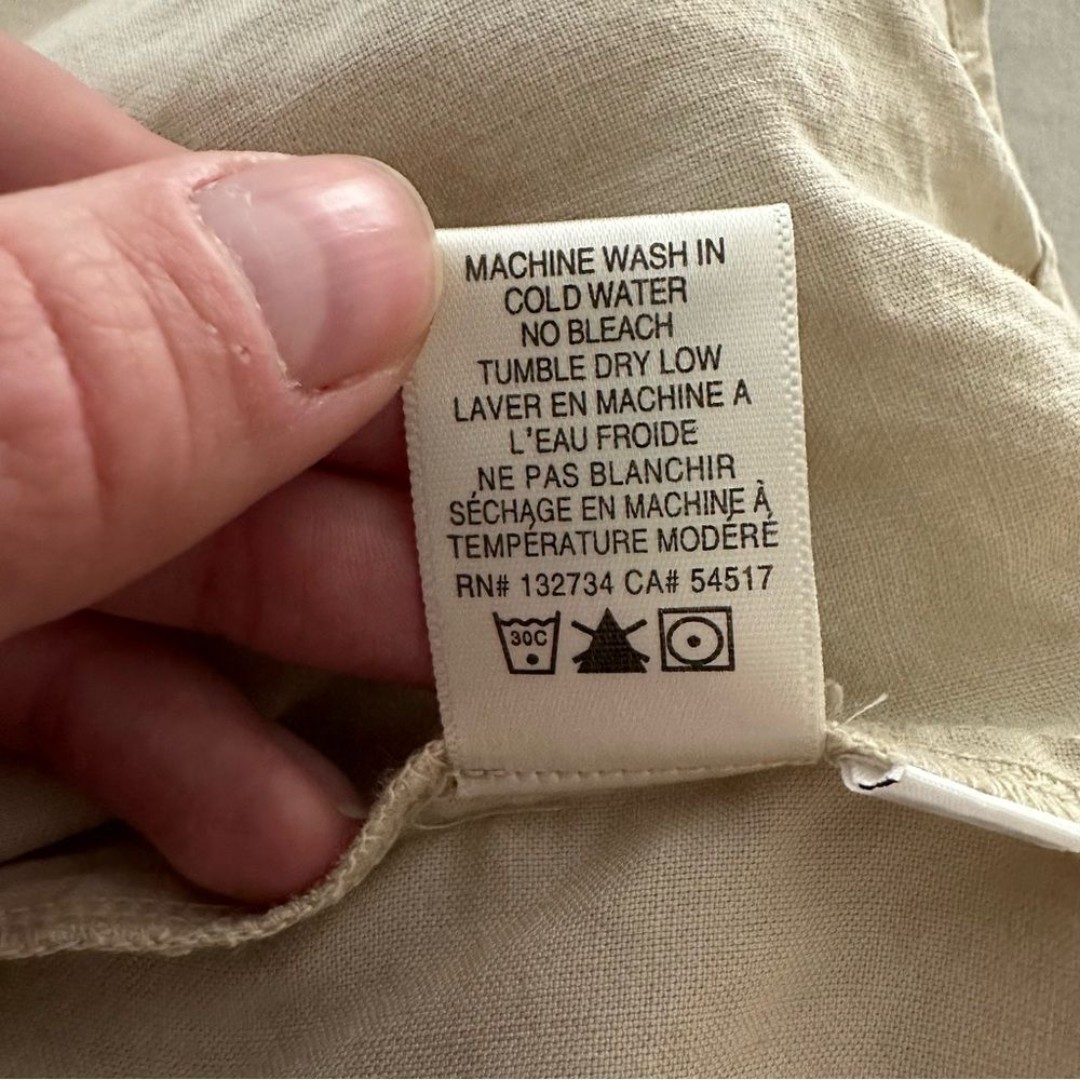 MACHINE WASH IN
COLD WATER
NO BLEACH
TUMBLE DRY LOW
LAVER EN MACHINE A
L'EAU FROIDE
NE PAS BLANCHIR
SÉCHAGE EN MACHINE À
TEMPÉRATURE MODÉRÉ
RN# 132734 CA# 54517
30C